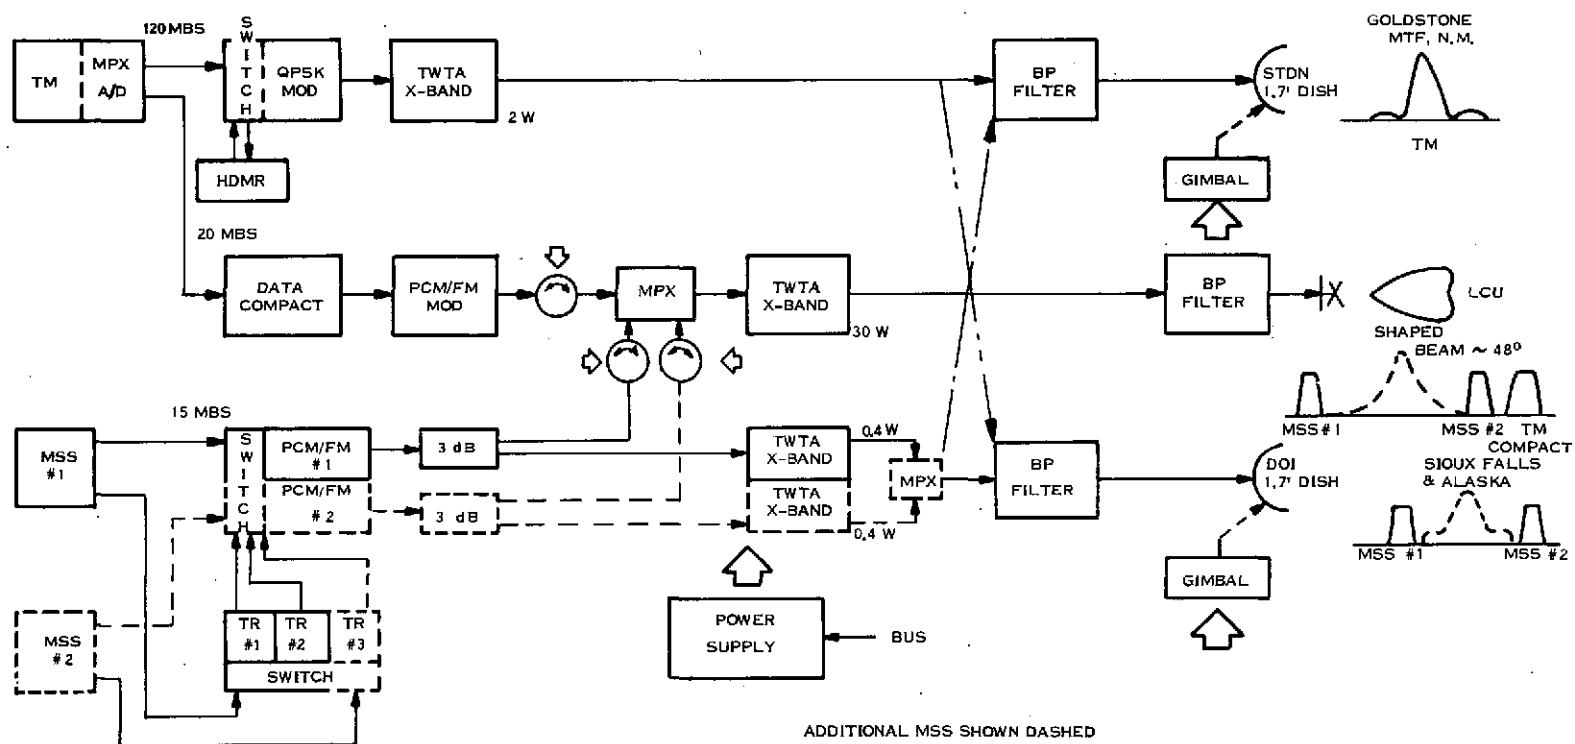 120 MBS
TM
MPX
A/D
SWITCH
QPSK
MOD
TWTA
X-BAND
2 W
BP
FILTER
STDN
1.7' DISH
GOLDSTONE
MTF, N.M.
TM
HDMR
GIMBAL
20 MBS
DATA
COMPACT
PCM/FM
MOD
MPX
TWTA
X-BAND
30 W
BP
FILTER
LCU
SHAPED
BEAM ~ 48°
MSS #1
MSS #2
TM
COMPACT
15 MBS
MSS
#1
SWITCH
PCM/FM
#1
PCM/FM
#2
3 dB
3 dB
TWTA
X-BAND
TWTA
X-BAND
0.4 W
0.4 W
MPX
BP
FILTER
DOI
1.7' DISH
SIOUX FALLS
& ALASKA
MSS #1
MSS #2
GIMBAL
MSS
#2
TR
#1
TR
#2
TR
#3
SWITCH
POWER
SUPPLY
BUS
ADDITIONAL MSS SHOWN DASHED